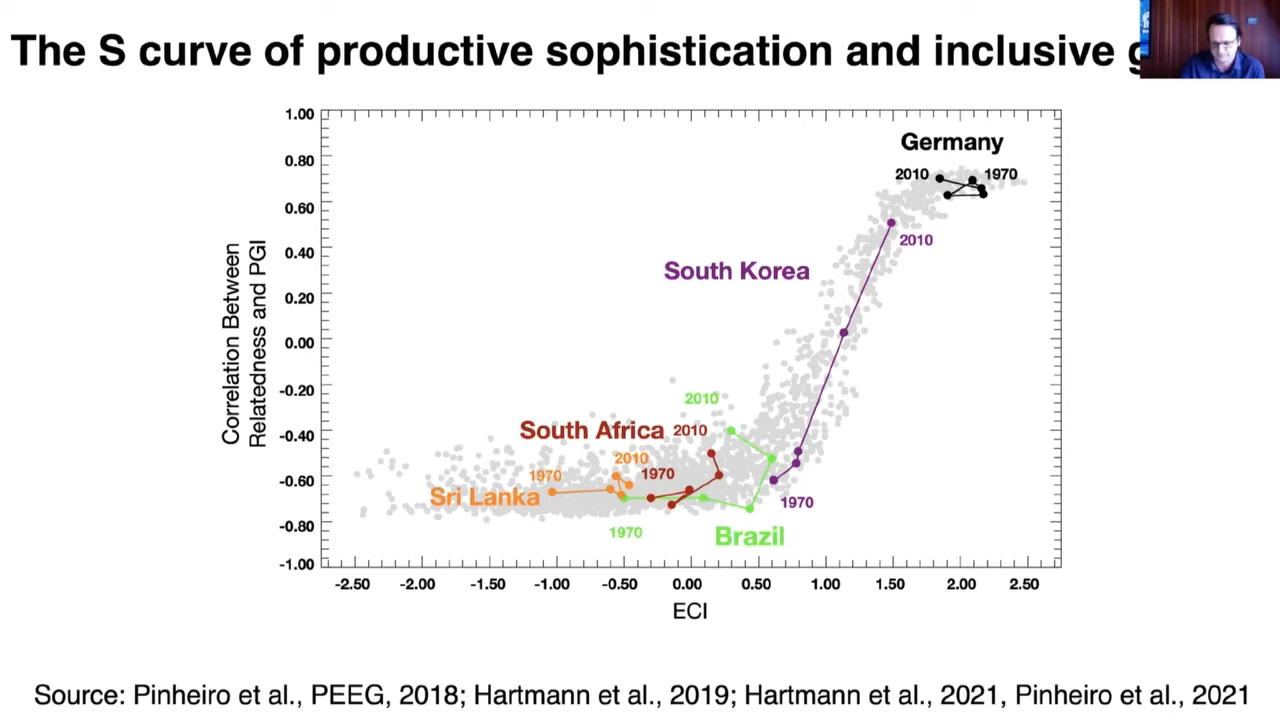 The S curve of productive sophistication and inclusive
Correlation Between
Relatedness and PGI
1.00
0.80
0.60
0.40
0.20
0.00
-0.20
-0.40
-0.60
-0.80
-1.00
Germany
2010 1970
2010
South Korea
2010
South Africa 2010
2010
1970 1970
Sri Lanka
1970
1970
Brazil
-2.50 -2.00 -1.50 -1.00 -0.50 0.00 0.50 1.00 1.50 2.00 2.50
ECI
Source: Pinheiro et al., PEEG, 2018; Hartmann et al., 2019; Hartmann et al., 2021, Pinheiro et al., 2021